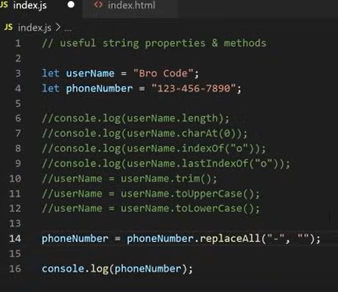 JS index.js index.html
JS index.js > ...
1 // useful string properties & methods
2
3 let userName = "Bro Code";
4 let phoneNumber = "123-456-7890";
5
6 //console.log(userName.length);
7 //console.log(userName.charAt(0));
8 //console.log(userName.indexOf("o"));
9 //console.log(userName.lastIndexOf("o"));
10 //userName = userName.trim();
11 //userName = userName.toUpperCase();
12 //userName = userName.toLowerCase();
13
14 phoneNumber = phoneNumber.replaceAll("-", "");
15
16 console.log(phoneNumber);